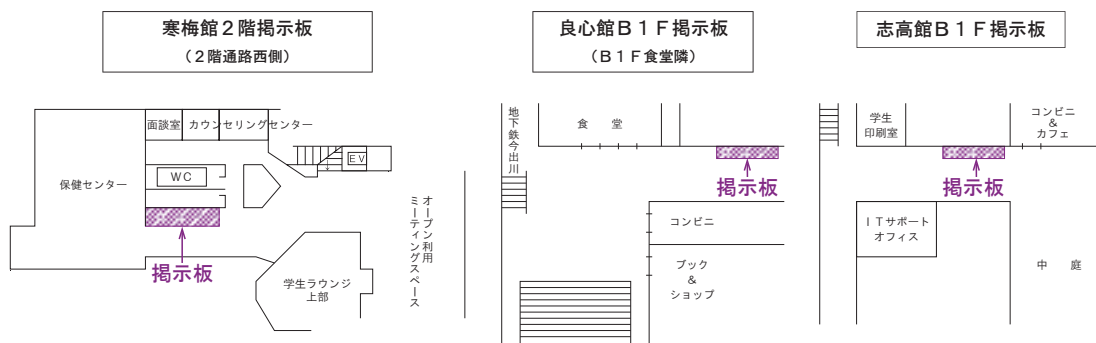 寒梅館２階掲示板
（２階通路西側）
面談室
カウンセリングセンター
EV
WC
保健センター
掲示板
学生ラウンジ
上部
オープン利用
ミーティングスペース
良心館Ｂ１Ｆ掲示板
（Ｂ１Ｆ食堂隣）
地下鉄今出川
食　堂
掲示板
コンビニ
ブック
＆
ショップ
志高館Ｂ１Ｆ掲示板
学生
印刷室
コンビニ
＆
カフェ
掲示板
ＩＴサポート
オフィス
中　庭